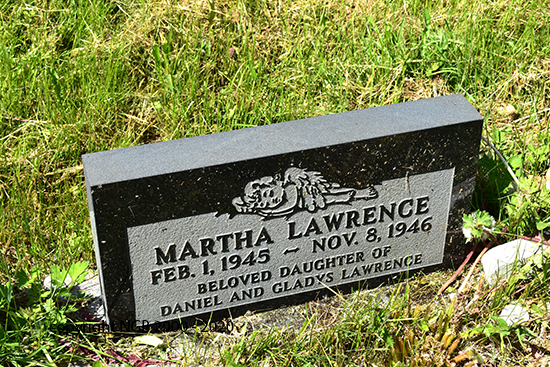 MARTHA LAWRENCE
FEB. 1, 1945 ~ NOV. 8, 1946
BELOVED DAUGHTER OF
DANIEL AND GLADYS LAWRENCE